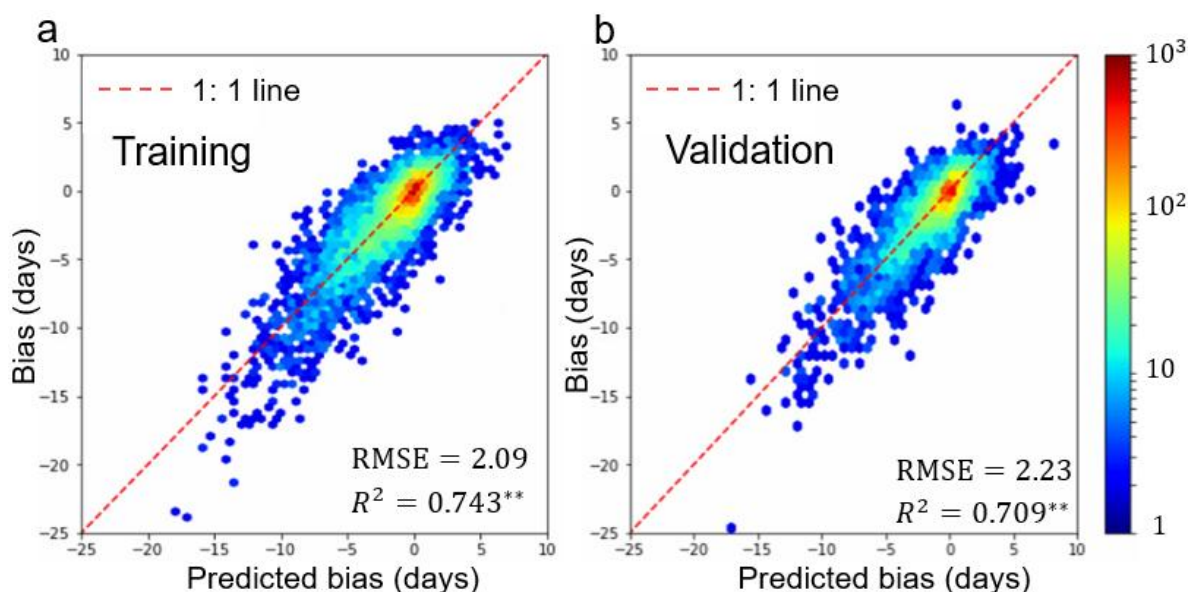 a
10
5
0
−5
−10
−15
−20
−25
Bias (days)
1: 1 line
Training
RMSE = 2.09
R² = 0.743**
−25 −20 −15 −10 −5 0 5 10
Predicted bias (days)
b
10
5
0
−5
−10
−15
−20
−25
Bias (days)
1: 1 line
Validation
RMSE = 2.23
R² = 0.709**
−25 −20 −15 −10 −5 0 5 10
Predicted bias (days)
10³
10²
10
1